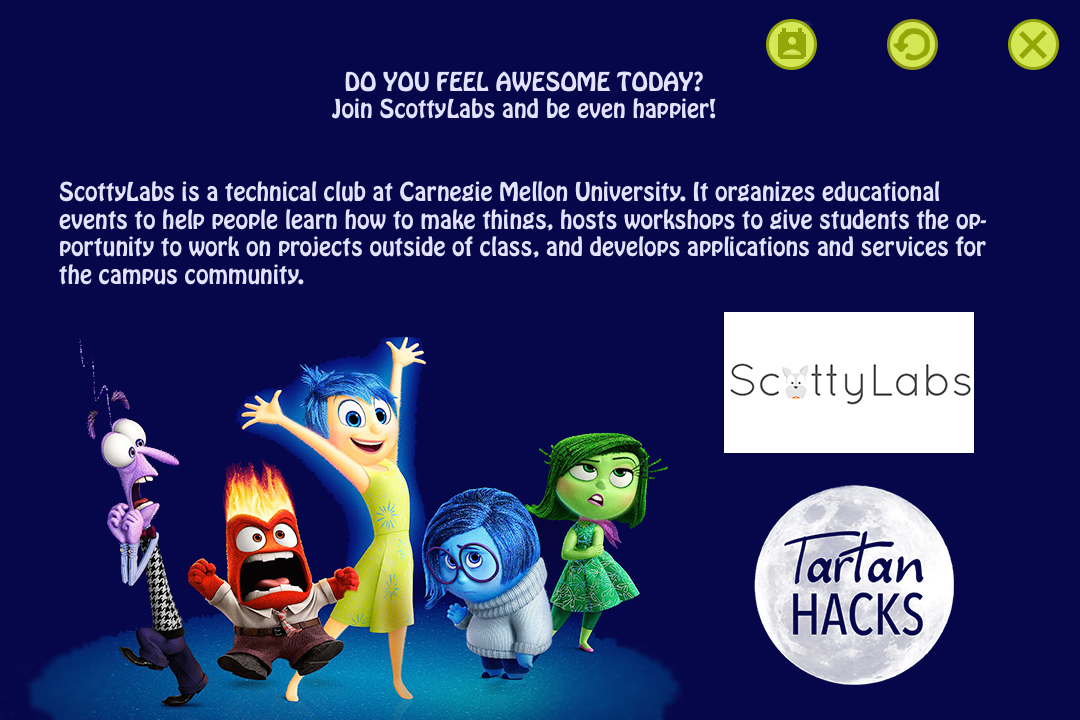 DO YOU FEEL AWESOME TODAY?
Join ScottyLabs and be even happier!
ScottyLabs is a technical club at Carnegie Mellon University. It organizes educational
events to help people learn how to make things, hosts workshops to give students the op-
portunity to work on projects outside of class, and develops applications and services for
the campus community.
ScottyLabs
Tartan
HACKS